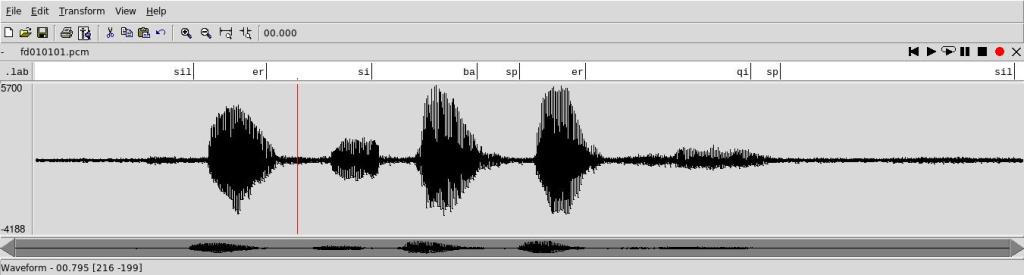 File Edit Transform View Help
00.000
- fd010101.pcm
.lab sil er si ba sp er qi sp sil
5700
-4188
Waveform - 00.795 [216 -199]